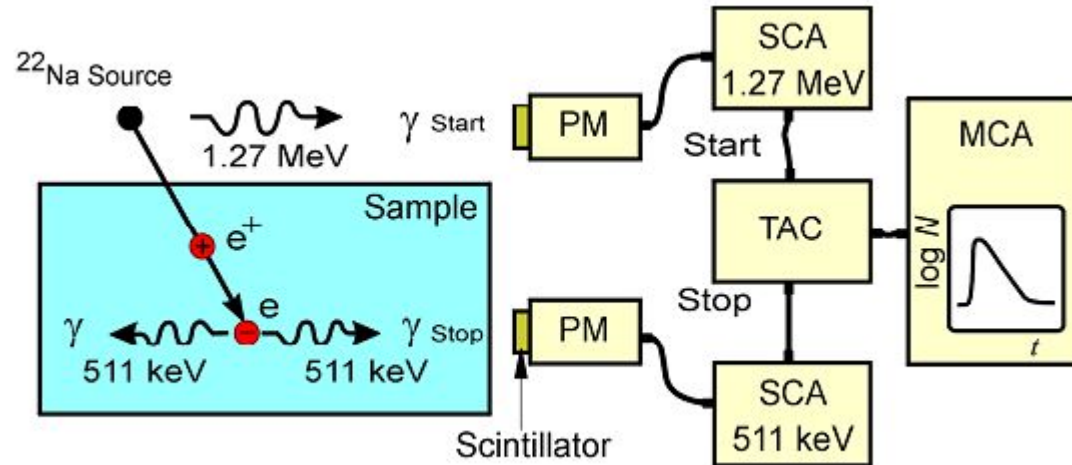 ²²Na Source
1.27 MeV
γ Start
PM
SCA
1.27 MeV
Start
MCA
Sample
e⁺
+
TAC
log N
t
Stop
e
−
γ
γ Stop
511 keV
511 keV
PM
SCA
511 keV
Scintillator